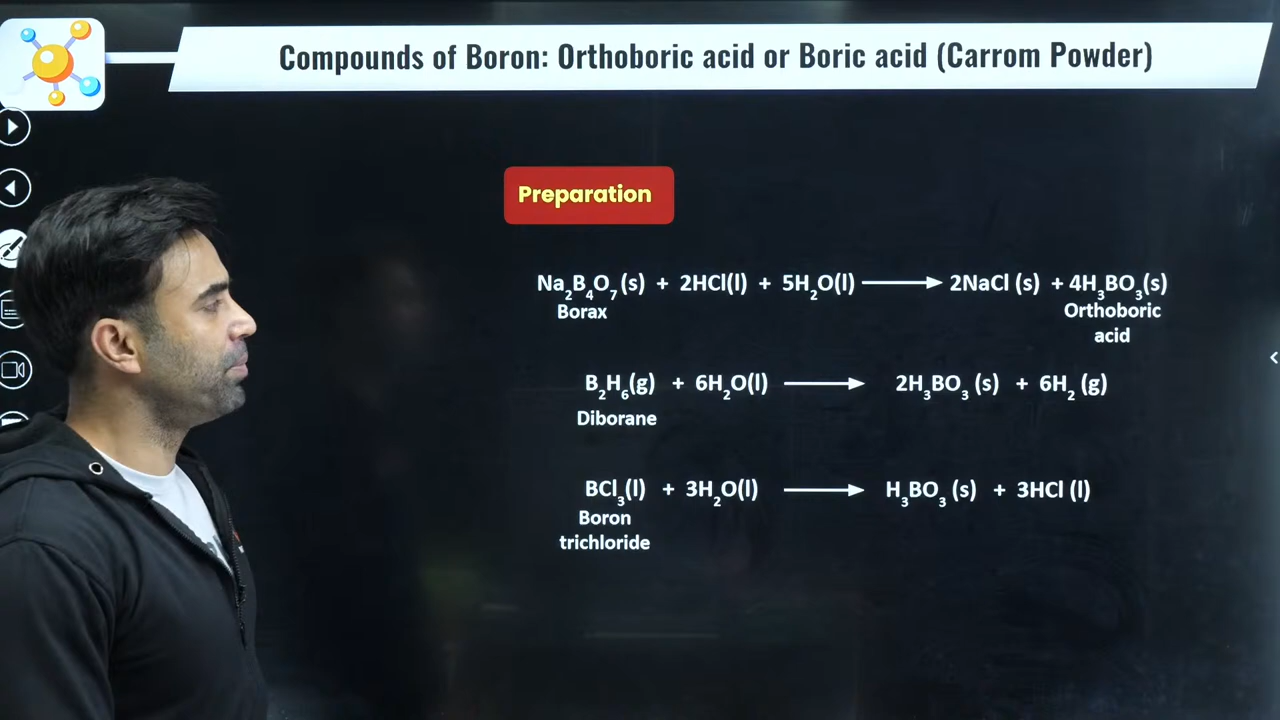 Compounds of Boron: Orthoboric acid or Boric acid (Carrom Powder)
Preparation
Na₂B₄O₇(s) + 2HCl(l) + 5H₂O(l) ⟶ 2NaCl (s) + 4H₃BO₃(s)
Borax Orthoboric
acid
B₂H₆(g) + 6H₂O(l) ⟶ 2H₃BO₃ (s) + 6H₂ (g)
Diborane
BCl₃(l) + 3H₂O(l) ⟶ H₃BO₃ (s) + 3HCl (l)
Boron
trichloride